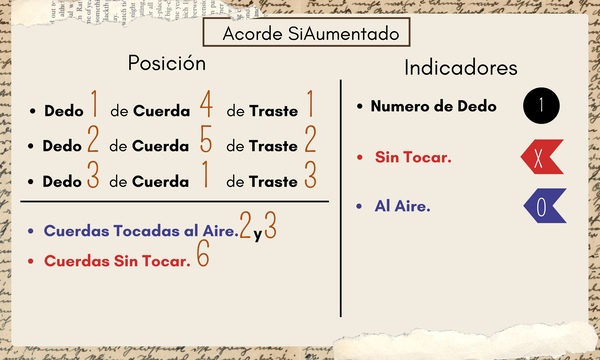 Acorde SiAumentado
Posición
• Dedo 1 de Cuerda 4 de Traste 1
• Dedo 2 de Cuerda 5 de Traste 2
• Dedo 3 de Cuerda 1 de Traste 3
• Cuerdas Tocadas al Aire. 2 y 3
• Cuerdas Sin Tocar. 6
Indicadores
• Numero de Dedo 1
• Sin Tocar. X
• Al Aire. 0